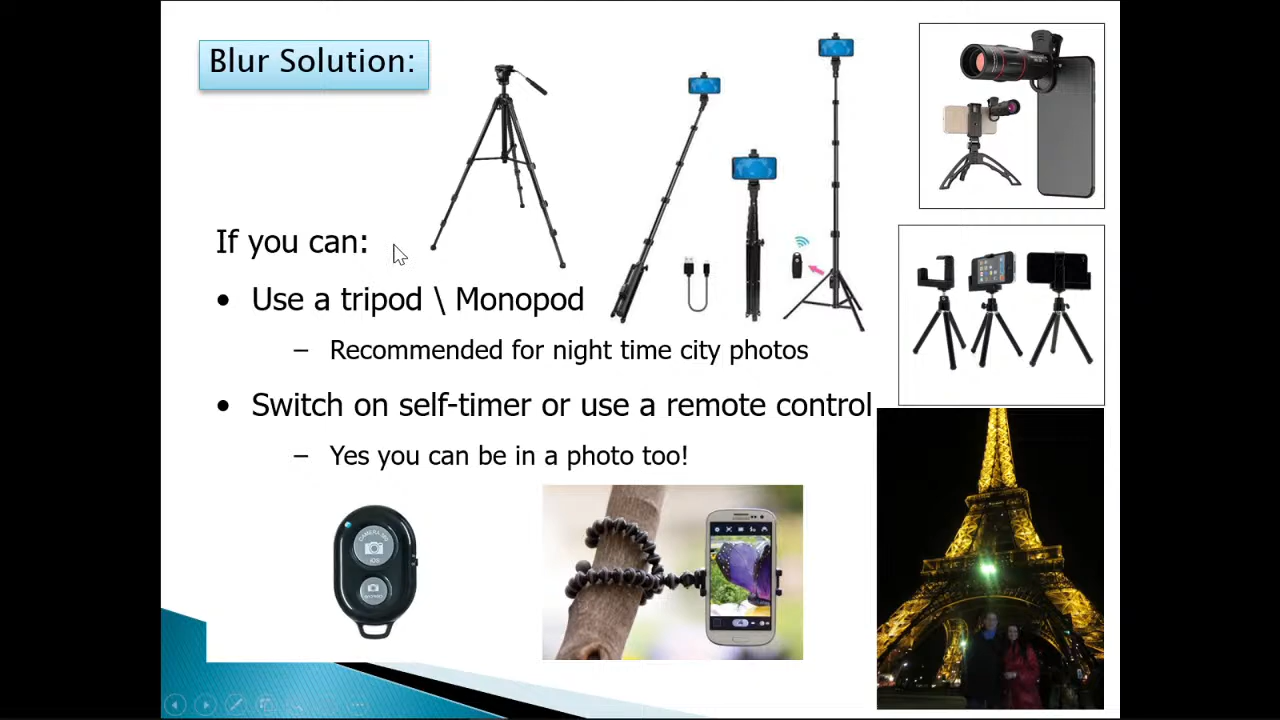 Blur Solution:
If you can:
• Use a tripod \ Monopod
– Recommended for night time city photos
• Switch on self-timer or use a remote control
– Yes you can be in a photo too!
iOS